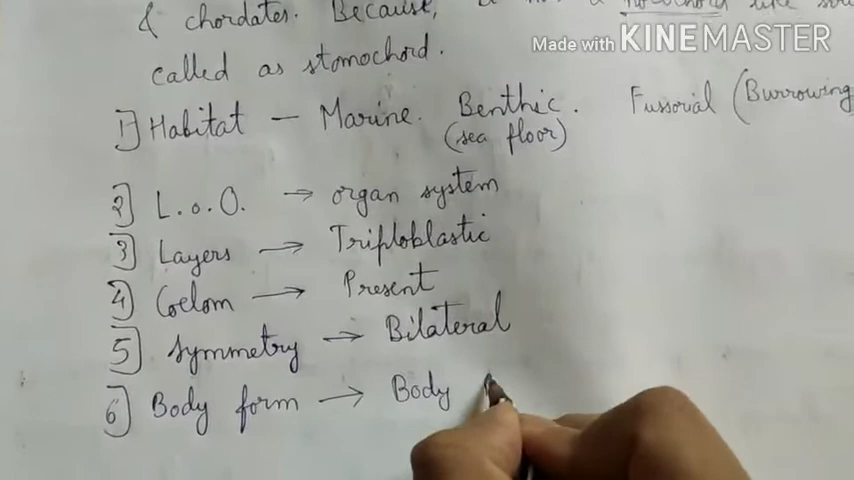 & chordates. Because,
called as stomochord.
Made with KINEMASTER
1] Habitat — Marine. Benthic. Fussorial (Burrowing
(sea floor)
2] L.o.O. → organ system
3] Layers → Triploblastic
4] Coelom → Present
5] Symmetry → Bilateral
6] Body form → Body